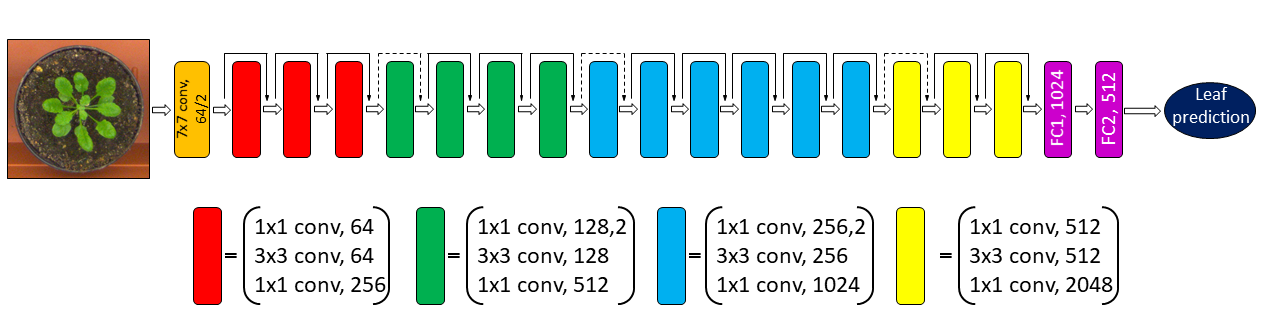 7x7 conv,
64/2
FC1, 1024
FC2, 512
Leaf
prediction
= 1x1 conv, 64
3x3 conv, 64
1x1 conv, 256
= 1x1 conv, 128,2
3x3 conv, 128
1x1 conv, 512
= 1x1 conv, 256,2
3x3 conv, 256
1x1 conv, 1024
= 1x1 conv, 512
3x3 conv, 512
1x1 conv, 2048